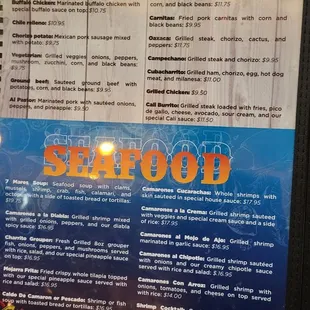 Buffalo Chicken: Marinated buffalo chicken with
special buffalo sauce on top: $10.75
Chile relleno: $10.95
Chorizo potato: Mexican pork sausage mixed
with potato: $9.75
Vegetarian: Grilled veggies, onions, peppers,
mushroom, zucchini, corn, and black beans:
$9.75
Ground beef: Sauteed ground beef with
potatoes, corn, and black beans: $9.95
Al Pastor: Marinated pork with sauteed onions,
peppers, and pineapple: $9.50
corn, and black beans: $11.75
Carnitas: Fried pork carnitas with corn and
black beans: $9.95
Oaxaca: Grilled steak, chorizo, cactus, and
peppers: $11.75
Campechano: Grilled steak and chorizo: $9.95
Cubacharrito: Grilled ham, chorizo, egg, hot dog
meat, and milanesa: $11.00
Grilled Chicken: $9.50
Cali Burrito: Grilled steak loaded with fries, pico
de gallo, cheese, avocado, sour cream, and our
special Cali sauce: $11.50
SEAFOOD
SEAFOOD
SEAFOOD
7 Mares Soup: Seafood soup with clams,
mussels, shrimp, crab, fish, calamari, and
octopus with a side of toasted bread or tortillas:
$19.75
Camarones a la Diabla: Grilled shrimp mixed
with grilled onions, peppers, and our diabla
spicy sauce: $16.95
Charola Grouper: Fresh Grilled 8oz grouper
fish, onions, peppers, and mushrooms served
with rice, salad, and our special pineapple sauce
on top:
Mojarra Frita: Fried crispy whole tilapia topped
with our special pineapple sauce served with
rice and salad: $16.95
Caldo De Camaron or Pescado: Shrimp or fish
soup with toasted bread or tortillas: $16.95
Camarones Cucarachas: Whole shrimps with
skin sauteed in special house sauce: $17.95
Camarones a la Crema: Grilled shrimp sauteed
with veggies and special cream sauce and a side
of rice: $17.95
Camarones al Mojo de Ajo: Grilled shrimp
marinated in garlic sauce: $16.95
Camarones al Chipotle: Grilled shrimp sauteed
with onions and our creamy chipotle sauce
served with rice and salad: $16.95
Camarones Con Arroz: Grilled shrimp with
onions, tomatoes, and cheese on top served
with rice: $14.00
Shrimp Cocktail: